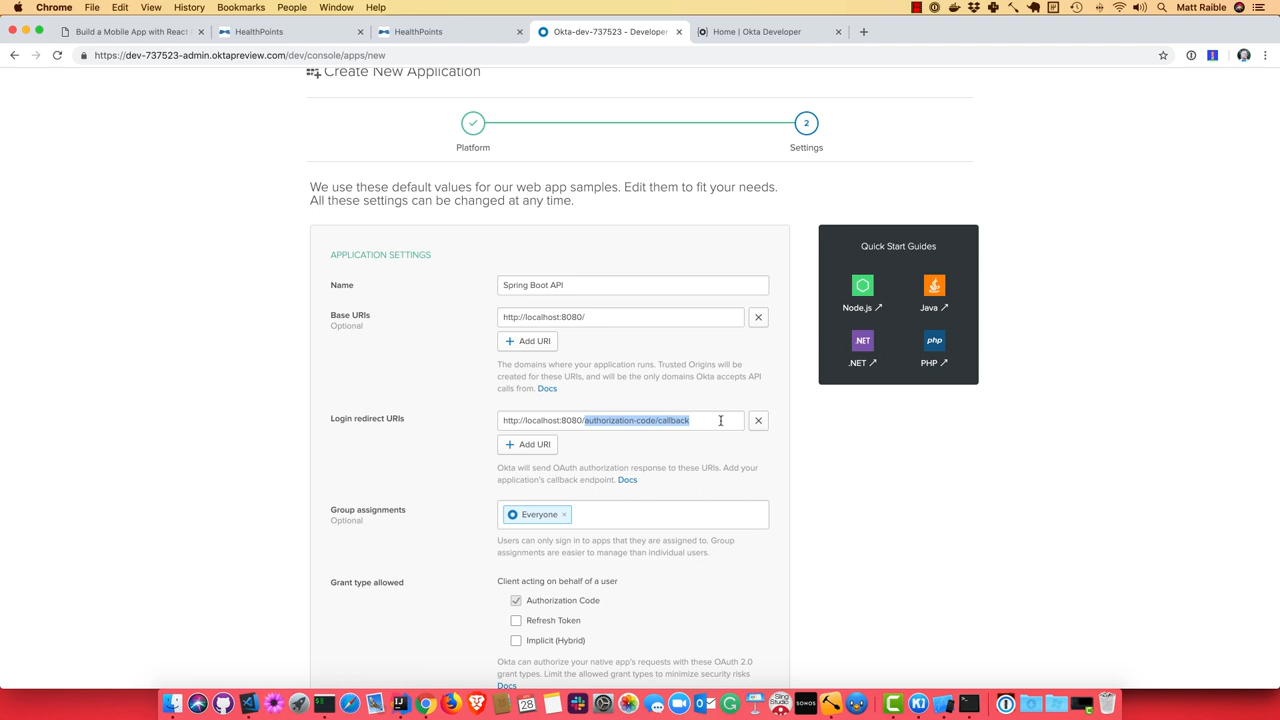 Chrome File Edit View History Bookmarks People Window Help Matt Raible
Build a Mobile App with React HealthPoints HealthPoints Okta-dev-737523 - Developer Home | Okta Developer
https://dev-737523-admin.oktapreview.com/dev/console/apps/new
Create New Application
2
Platform Settings
We use these default values for our web app samples. Edit them to fit your needs.
All these settings can be changed at any time.
APPLICATION SETTINGS
Name Spring Boot API
Base URIs http://localhost:8080/
Optional
+ Add URI
The domains where your application runs. Trusted Origins will be
created for these URIs, and will be the only domains Okta accepts API
calls from. Docs
Login redirect URIs http://localhost:8080/authorization-code/callback
+ Add URI
Okta will send OAuth authorization response to these URIs. Add your
application's callback endpoint. Docs
Group assignments Everyone ×
Optional
Users can only sign in to apps that they are assigned to. Group
assignments are easier to manage than individual users.
Grant type allowed Client acting on behalf of a user
Authorization Code
Refresh Token
Implicit (Hybrid)
Okta can authorize your native app's requests with these OAuth 2.0
grant types. Limit the allowed grant types to minimize security risks
Docs
Quick Start Guides
Node.js Java
.NET php
.NET PHP
28 SONOS